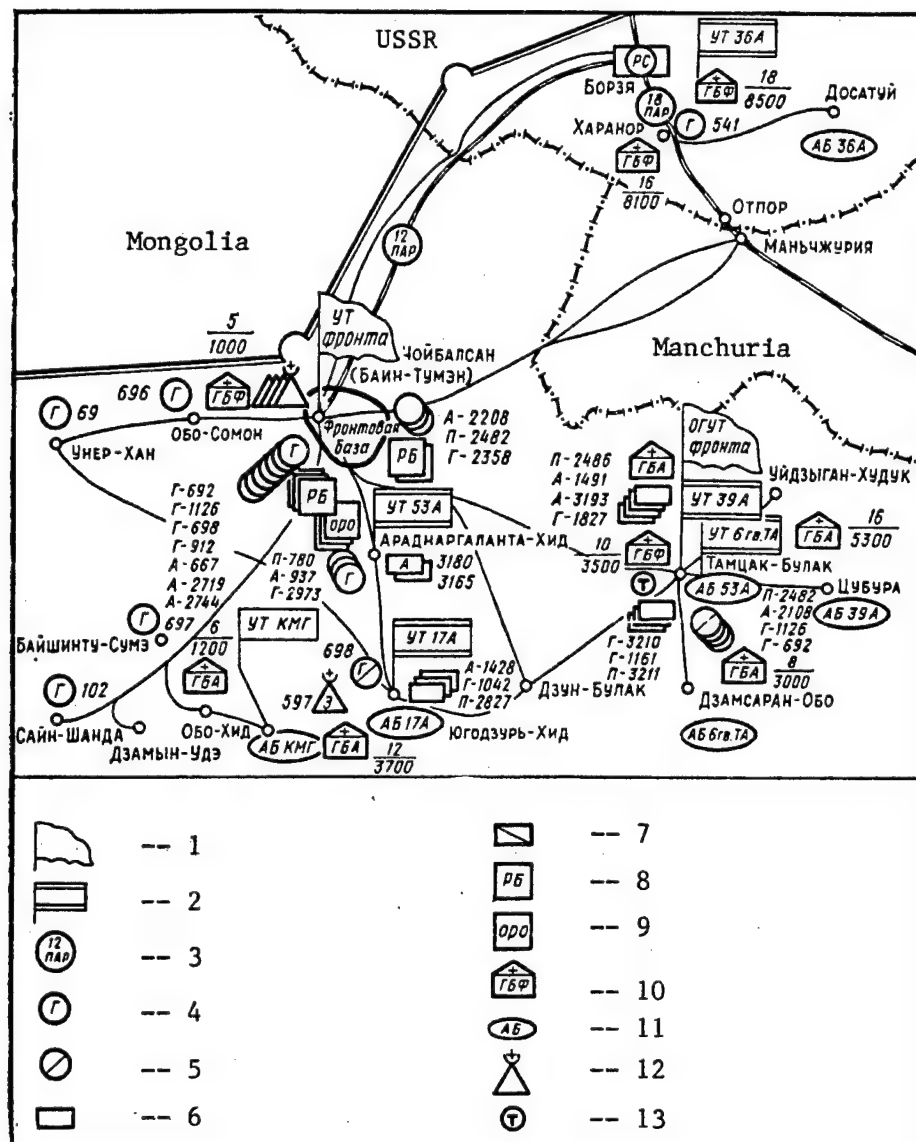 USSR
УТ 36А
РС
БОРЗЯ
ГБФ
18
8500
ДОСАТУЙ
18
ПАР
Г
541
ХАРАНОР
АБ 36А
ГБФ
16
8100
ОТПОР
МАНЬЧЖУРИЯ
Mongolia
12
ПАР
УТ
фронта
5
1000
ЧОЙБАЛСАН
(БАИН-ТУМЭН)
Manchuria
696
Г
ГБФ
Г
69
УНЕР-ХАН
ОБО-СОМОН
Фронтовая
база
А-2208
П-2482
Г-2358
РБ
ОГУТ
фронта
П-2486
А-1491
А-3193
Г-1827
ГБА
УЙДЗЫГАН-ХУДУК
УТ 39А
Г
РБ
ОРО
Г
УТ 53А
АРАДНАРГАЛАНТА-ХИД
А
3180
3165
Г-692
Г-1126
Г-698
Г-912
А-667
А-2719
А-2744
УТ 6гв.ТА
ГБА
16
5300
10
3500
ГБФ
Т
ТАМЦАК-БУЛАК
АБ 53А
ЦУБУРА
АБ 39А
П-780
А-937
Г-2973
П-2482
А-2108
Г-1126
Г-692
Г
697
БАЙШИНТУ-СУМЭ
6
1200
ГБА
УТ КМГ
698
УТ 17А
А-1428
Г-1042
П-2827
Г-3210
Г-1161
П-3211
ГБА
8
3000
Г
102
САЙН-ШАНДА
ДЗАМЫН-УДЭ
ОБО-ХИД
597
Э
АБ КМГ
ГБА
12
3700
АБ 17А
ЮГОДЗУРЬ-ХИД
ДЗУН-БУЛАК
ДЗАМСАРАН-ОБО
АБ 6гв.ТА
-- 1
-- 2
12
ПАР
-- 3
Г
-- 4
-- 5
-- 6
-- 7
РБ
-- 8
ОРО
-- 9
ГБФ
-- 10
АБ
-- 11
-- 12
Т
-- 13